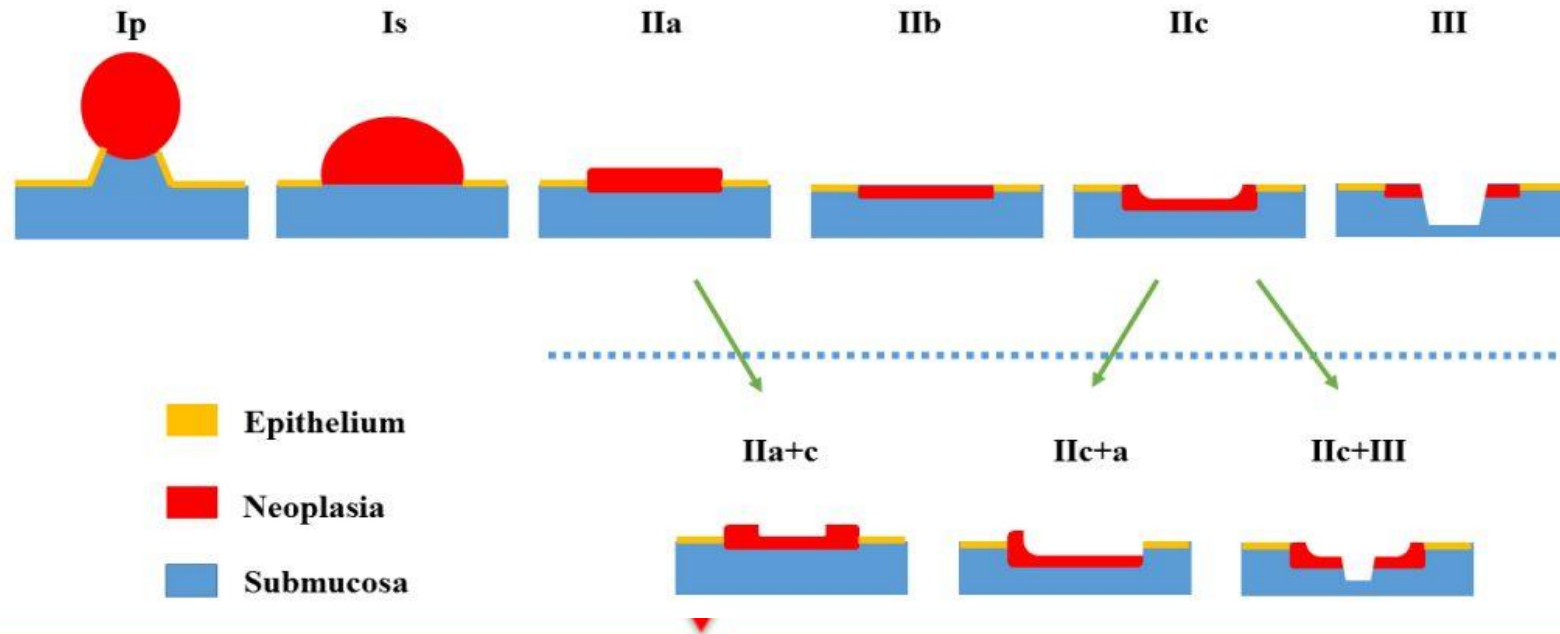 Ip Is IIa IIb IIc III
Epithelium
Neoplasia
Submucosa
IIa+c IIc+a IIc+III